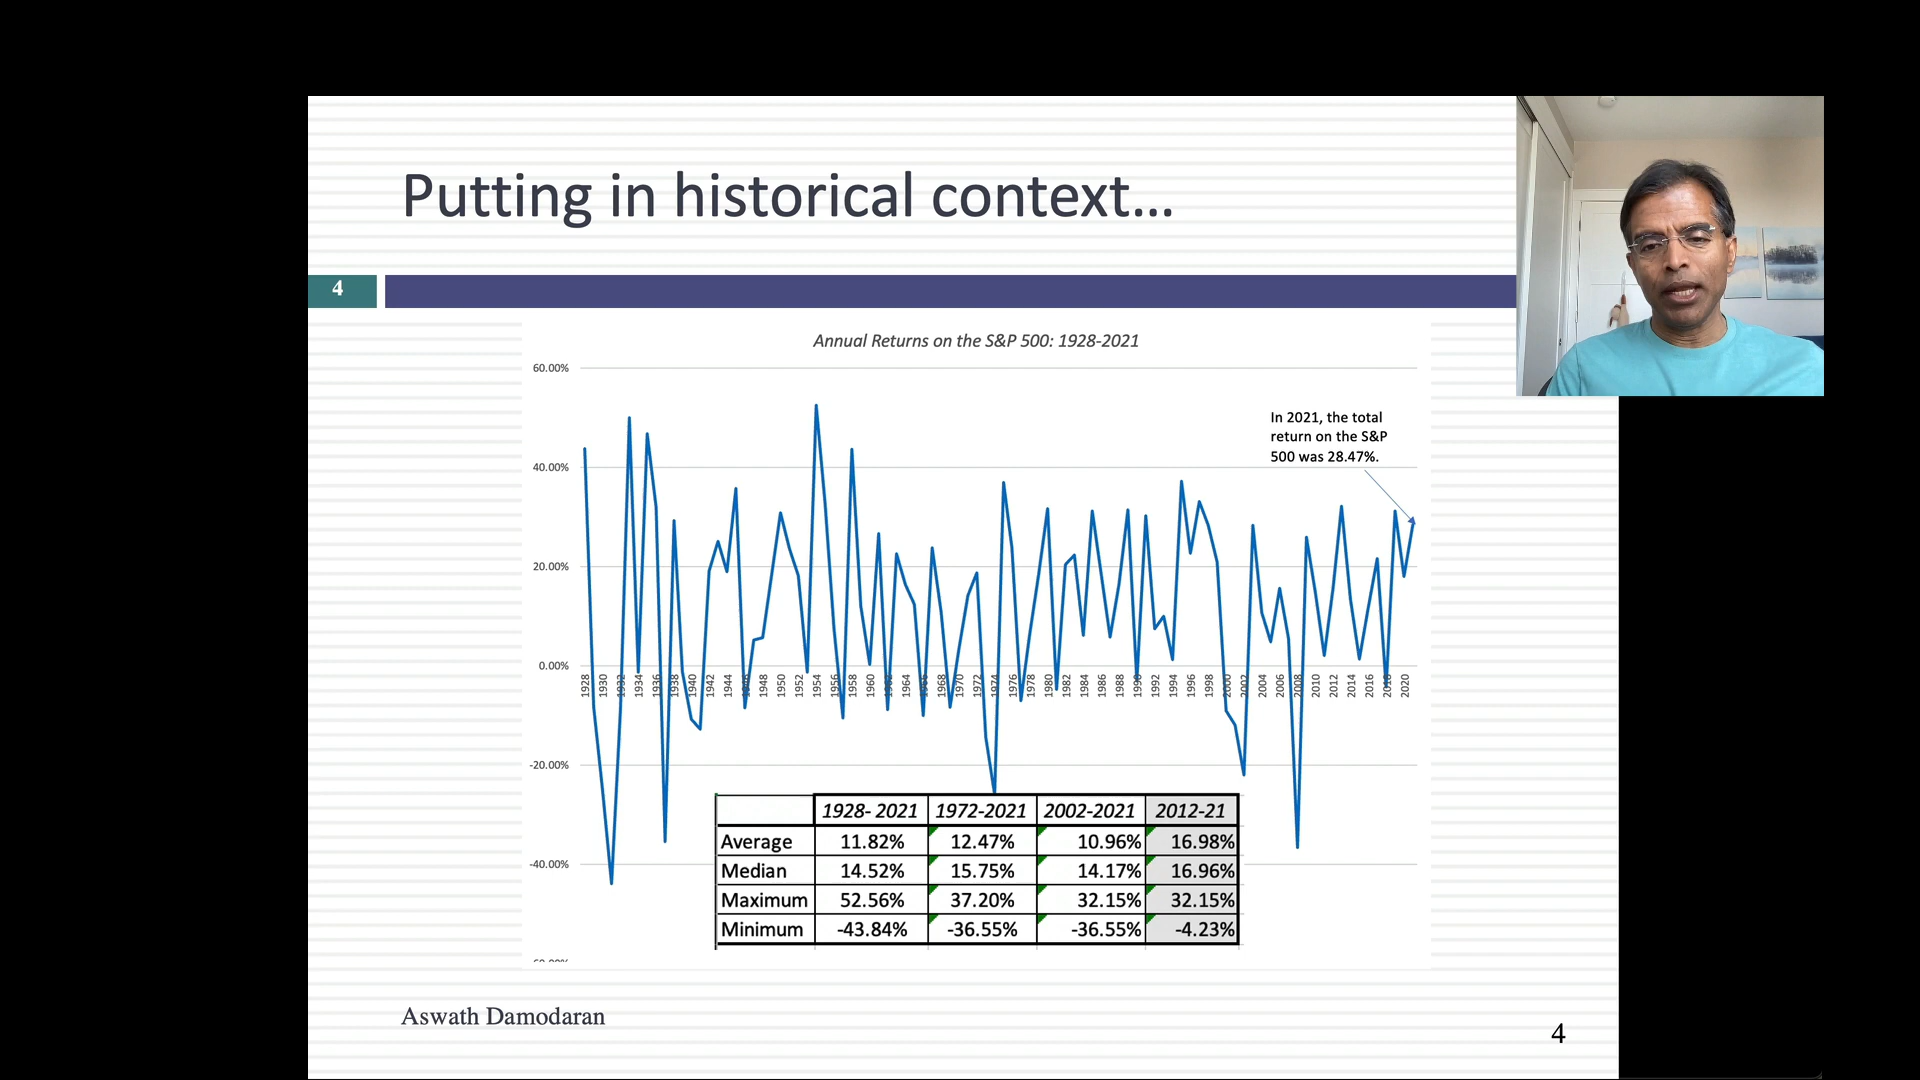 Putting in historical context...
4
Annual Returns on the S&P 500: 1928-2021
60.00%
In 2021, the total
return on the S&P
500 was 28.47%.
40.00%
20.00%
0.00%
1928 1930 1932 1934 1936 1938 1940 1942 1944 1946 1948 1950 1952 1954 1956 1958 1960 1962 1964 1966 1968 1970 1972 1974 1976 1978 1980 1982 1984 1986 1988 1990 1992 1994 1996 1998 2000 2002 2004 2006 2008 2010 2012 2014 2016 2018 2020
-20.00%
-40.00%
1928- 2021 1972-2021 2002-2021 2012-21
Average 11.82% 12.47% 10.96% 16.98%
Median 14.52% 15.75% 14.17% 16.96%
Maximum 52.56% 37.20% 32.15% 32.15%
Minimum -43.84% -36.55% -36.55% -4.23%
Aswath Damodaran
4